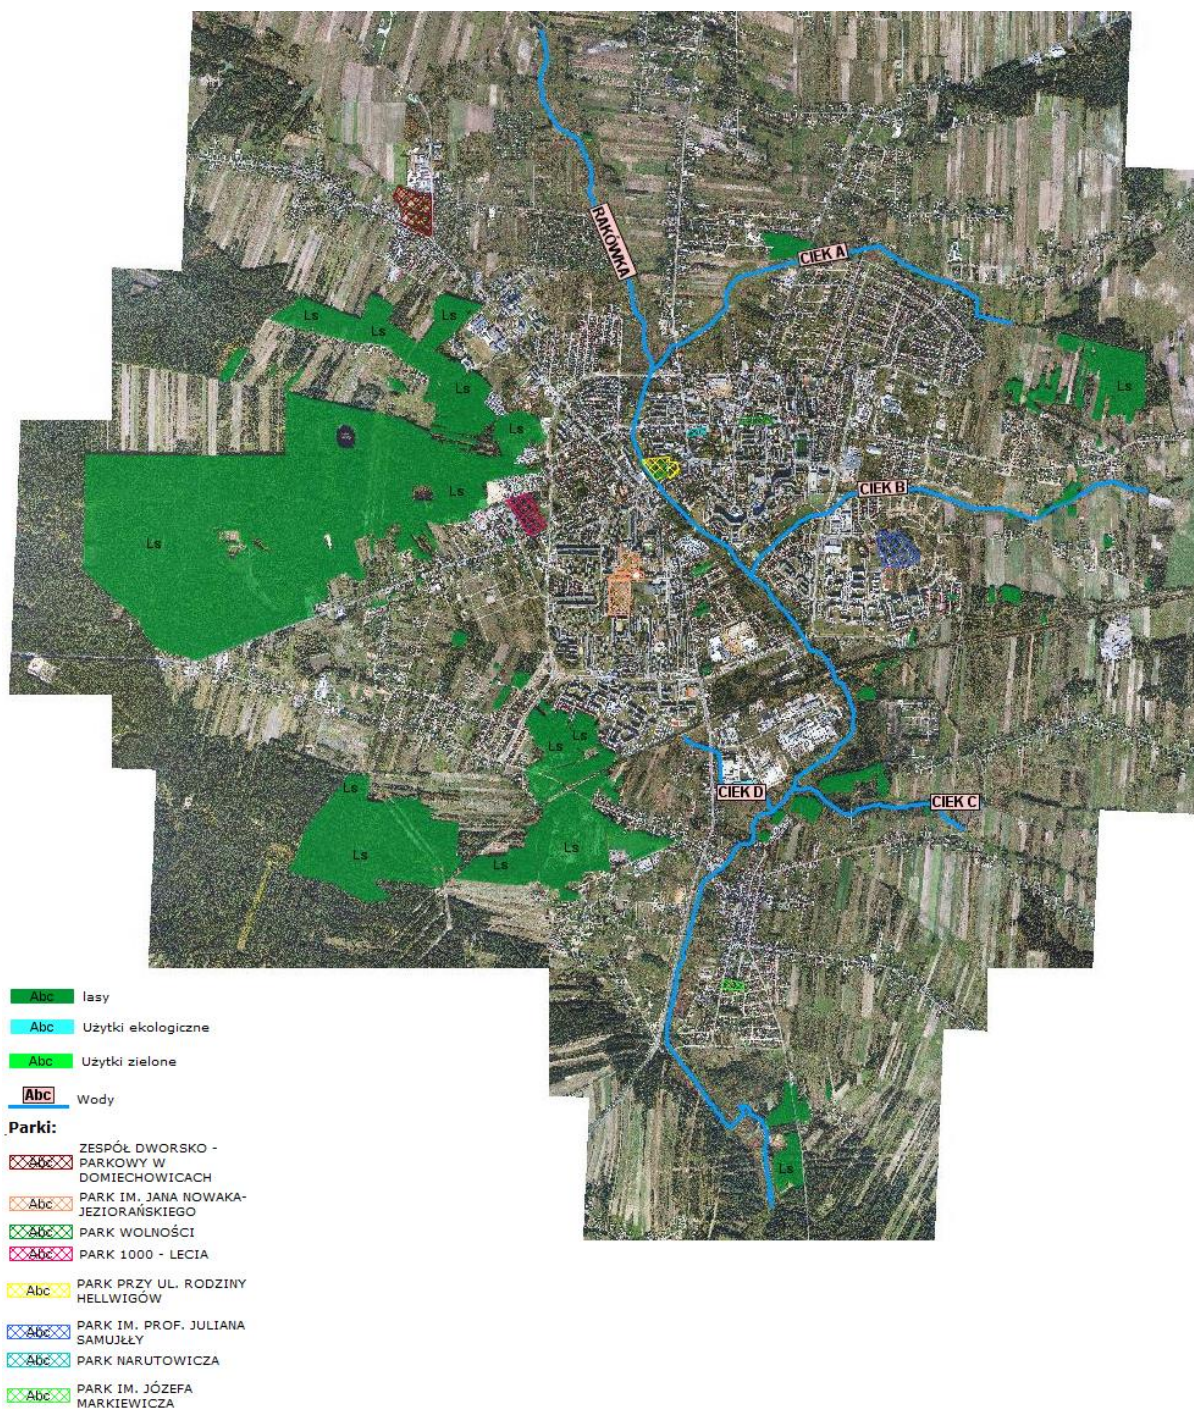 RAKÓWKA
CIEK A
Ls
Ls
Ls
Ls
Ls
Ls
CIEK B
Ls
Ls
Ls
Ls
CIEK D
CIEK C
Ls
Ls
Ls
Ls
Ls
Abc lasy
Abc Użytki ekologiczne
Abc Użytki zielone
Abc Wody
Parki:
ZESPÓŁ DWORSKO -
Abc PARKOWY W
DOMIECHOWICACH
PARK IM. JANA NOWAKA-
Abc JEZIORAŃSKIEGO
Abc PARK WOLNOŚCI
Abc PARK 1000 - LECIA
PARK PRZY UL. RODZINY
Abc HELLWIGÓW
PARK IM. PROF. JULIANA
Abc SAMUJŁŁY
Abc PARK NARUTOWICZA
PARK IM. JÓZEFA
Abc MARKIEWICZA